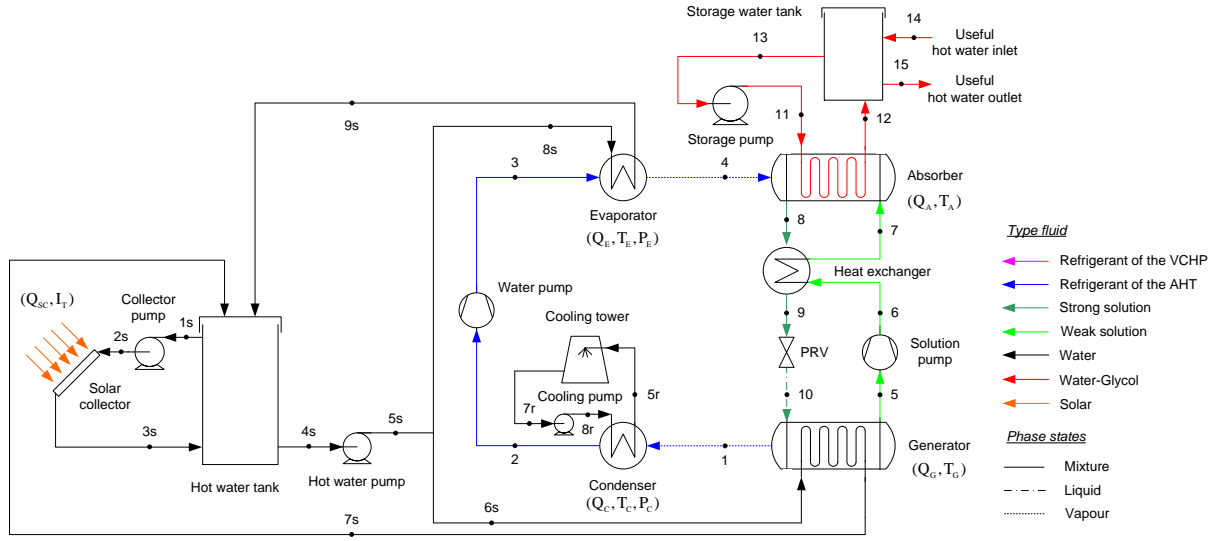 Storage water tank
14
13
Useful
hot water inlet
15
Useful
hot water outlet
11
12
Storage pump
9s
8s
3
4
Absorber
(Q_A, T_A)
Evaporator
(Q_E, T_E, P_E)
8
7
Heat exchanger
Type fluid
Refrigerant of the VCHP
Refrigerant of the AHT
Strong solution
Weak solution
Water
Water-Glycol
Solar
(Q_SC, I_T)
Collector
pump
1s
2s
Solar
collector
3s
Water pump
Cooling tower
9
6
PRV
Solution
pump
Cooling pump
7r
8r
5r
10
5
4s
5s
2
1
Hot water tank
Hot water pump
Condenser
(Q_C, T_C, P_C)
Generator
(Q_G, T_G)
6s
7s
Phase states
Mixture
Liquid
Vapour